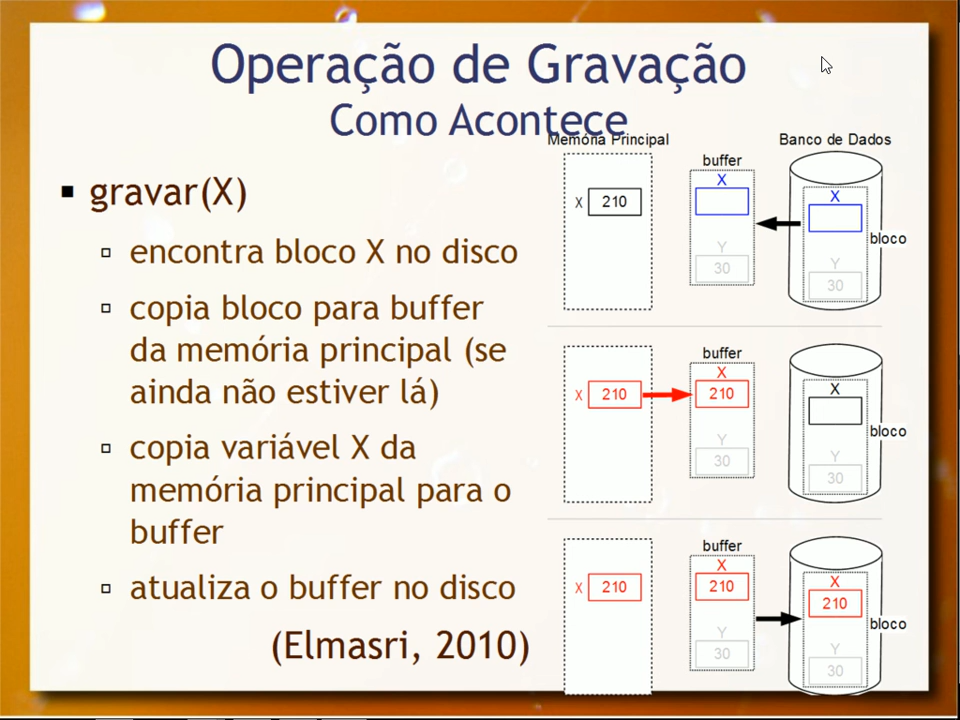 Operação de Gravação
Como Acontece
▪ gravar(X)
▫ encontra bloco X no disco
▫ copia bloco para buffer
da memória principal (se
ainda não estiver lá)
▫ copia variável X da
memória principal para o
buffer
▫ atualiza o buffer no disco
(Elmasri, 2010)
Memória Principal
buffer
Banco de Dados
X 210
X
Y
30
X
Y
30
bloco
buffer
X 210
X
210
Y
30
X
Y
30
bloco
buffer
X 210
X
210
Y
30
X
210
Y
30
bloco